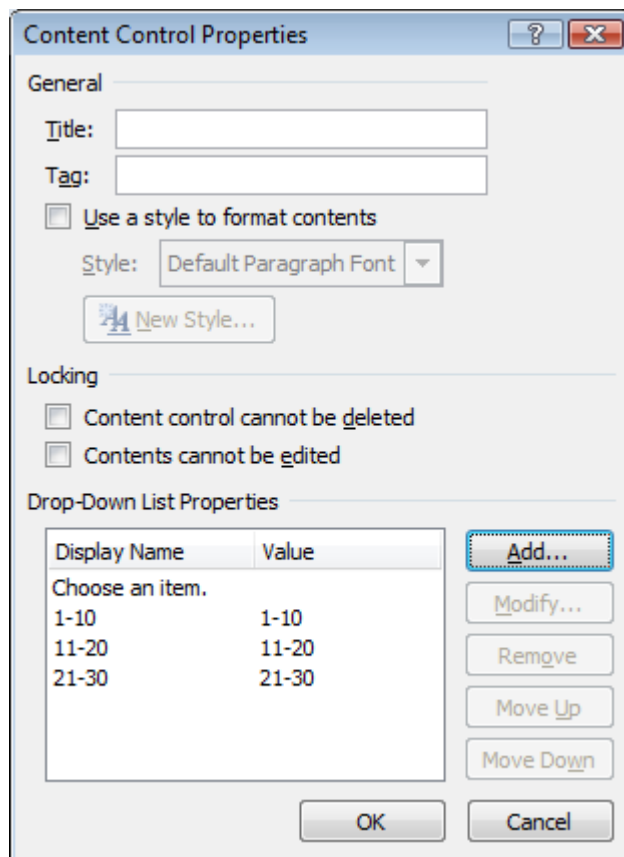 Content Control Properties
General
Title:
Tag:
Use a style to format contents
Style: Default Paragraph Font
New Style...
Locking
Content control cannot be deleted
Contents cannot be edited
Drop-Down List Properties
Display Name Value
Add...
Choose an item.
1-10 1-10
Modify...
11-20 11-20
Remove
21-30 21-30
Move Up
Move Down
OK Cancel